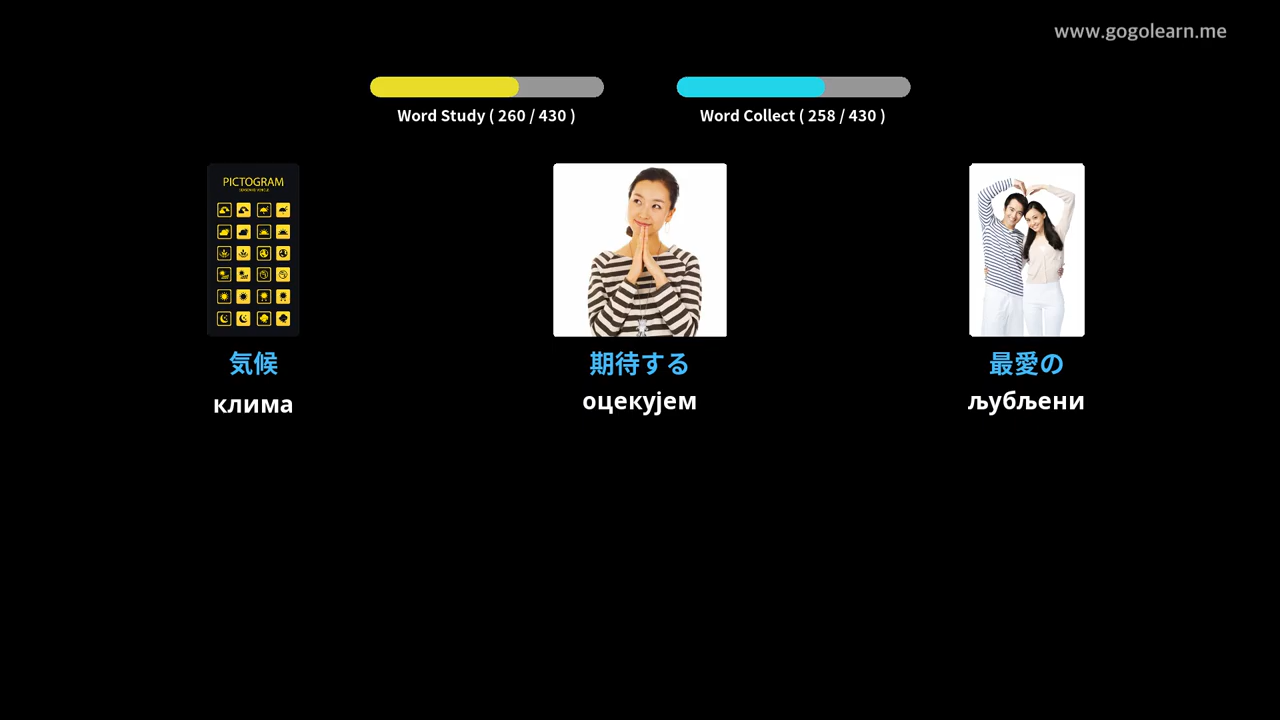 www.gogolearn.me
Word Study ( 260 / 430 )
Word Collect ( 258 / 430 )
PICTOGRAM
気候
期待する
最愛の
клима
оцекујем
љубљени